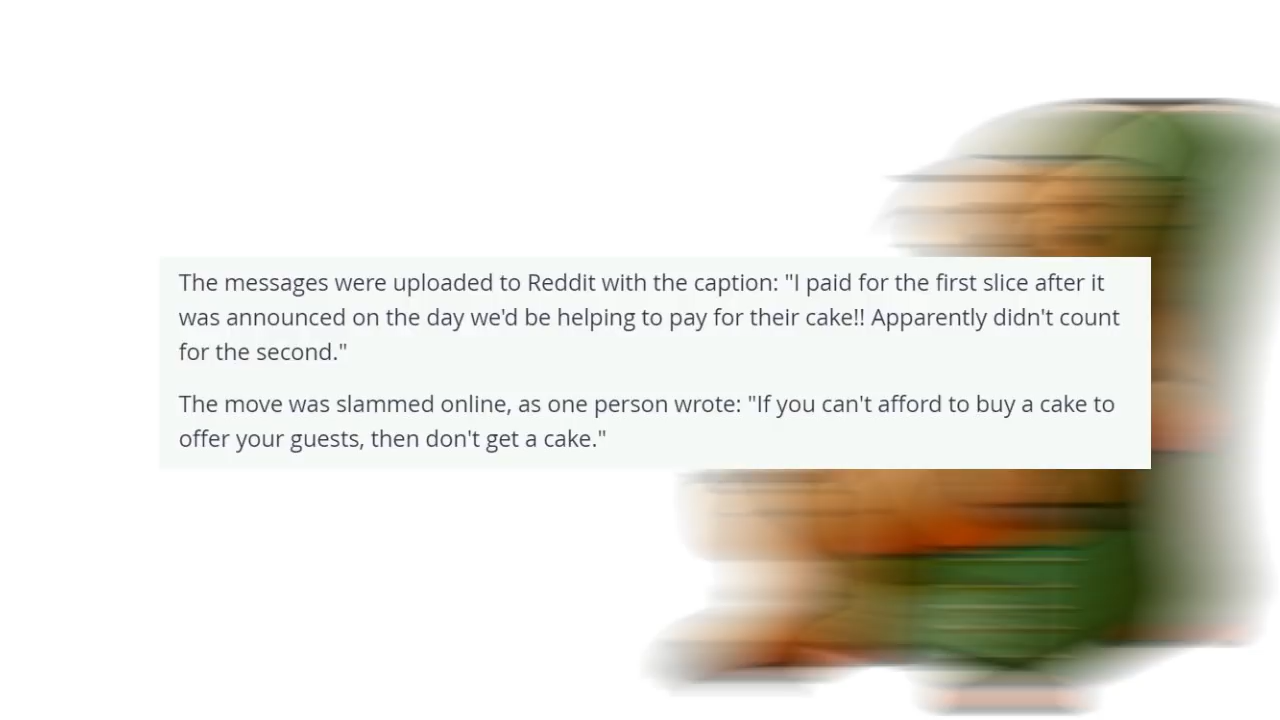 The messages were uploaded to Reddit with the caption: "I paid for the first slice after it
was announced on the day we'd be helping to pay for their cake!! Apparently didn't count
for the second."
The move was slammed online, as one person wrote: "If you can't afford to buy a cake to
offer your guests, then don't get a cake."